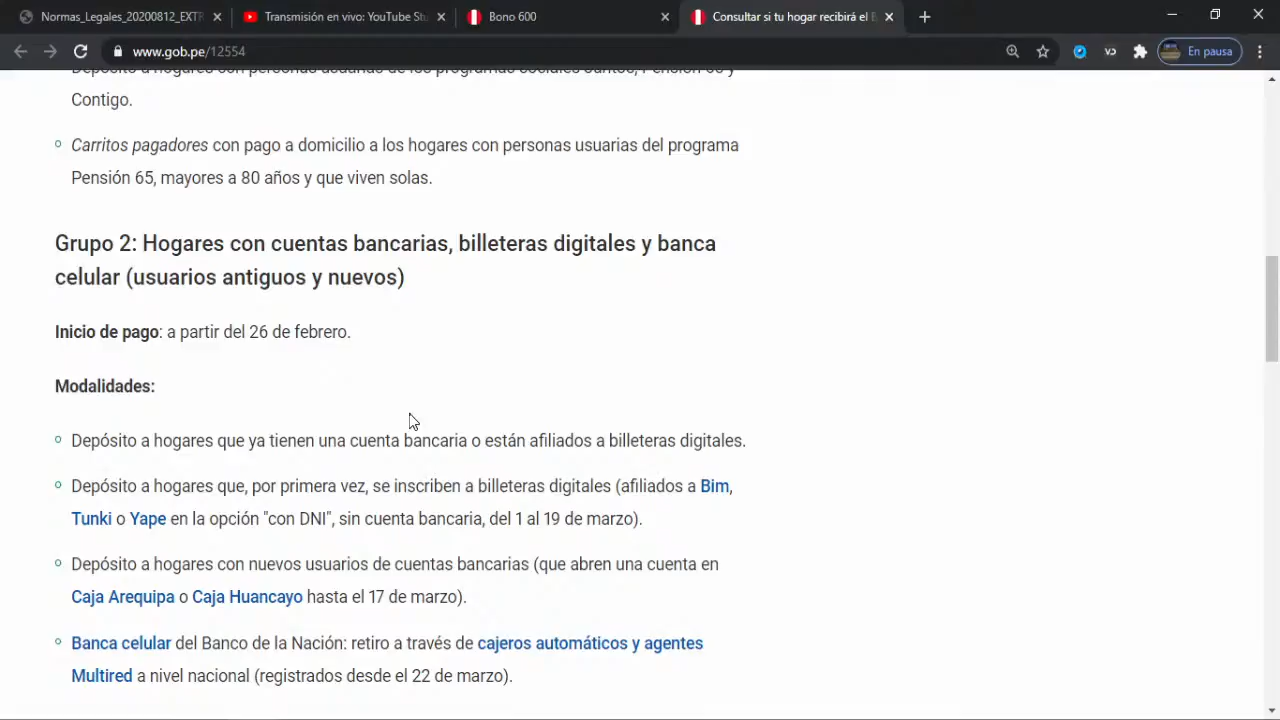 Normas_Legales_20200812_EXTR
Transmisión en vivo: YouTube Stu
Bono 600
Consultar si tu hogar recibirá el B
www.gob.pe/12554
En pausa
Depósito a hogares con personas usuarias de los programas sociales Juntos, Pensión 65 y
Contigo.
Carritos pagadores con pago a domicilio a los hogares con personas usuarias del programa
Pensión 65, mayores a 80 años y que viven solas.
Grupo 2: Hogares con cuentas bancarias, billeteras digitales y banca
celular (usuarios antiguos y nuevos)
Inicio de pago: a partir del 26 de febrero.
Modalidades:
Depósito a hogares que ya tienen una cuenta bancaria o están afiliados a billeteras digitales.
Depósito a hogares que, por primera vez, se inscriben a billeteras digitales (afiliados a Bim,
Tunki o Yape en la opción "con DNI", sin cuenta bancaria, del 1 al 19 de marzo).
Depósito a hogares con nuevos usuarios de cuentas bancarias (que abren una cuenta en
Caja Arequipa o Caja Huancayo hasta el 17 de marzo).
Banca celular del Banco de la Nación: retiro a través de cajeros automáticos y agentes
Multired a nivel nacional (registrados desde el 22 de marzo).